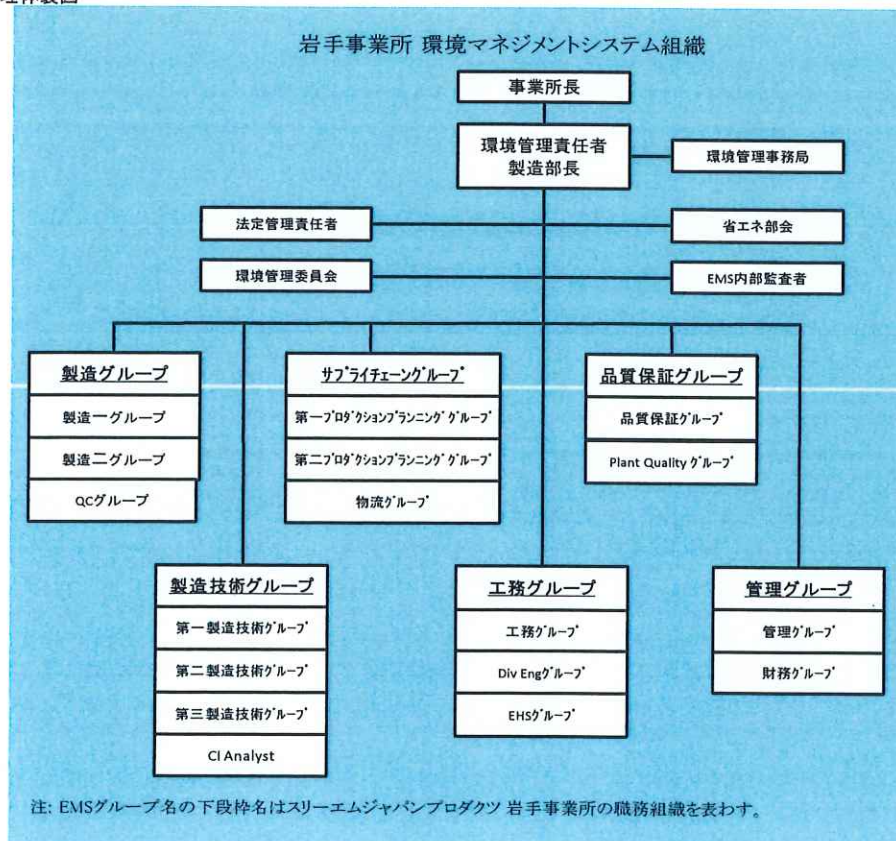 理体制図
岩手事業所 環境マネジメントシステム組織
事業所長
環境管理責任者
製造部長
環境管理事務局
法定管理責任者
省エネ部会
環境管理委員会
EMS内部監査者
製造グループ
製造一グループ
製造二グループ
QCグループ
サプライチェーングループ
第一プロダクションプランニンググループ
第二プロダクションプランニンググループ
物流グループ
品質保証グループ
品質保証グループ
Plant Quality グループ
製造技術グループ
第一製造技術グループ
第二製造技術グループ
第三製造技術グループ
CI Analyst
工務グループ
工務グループ
Div Engグループ
EHSグループ
管理グループ
管理グループ
財務グループ
注: EMSグループ名の下段枠名はスリーエムジャパンプロダクツ 岩手事業所の職務組織を表わす。